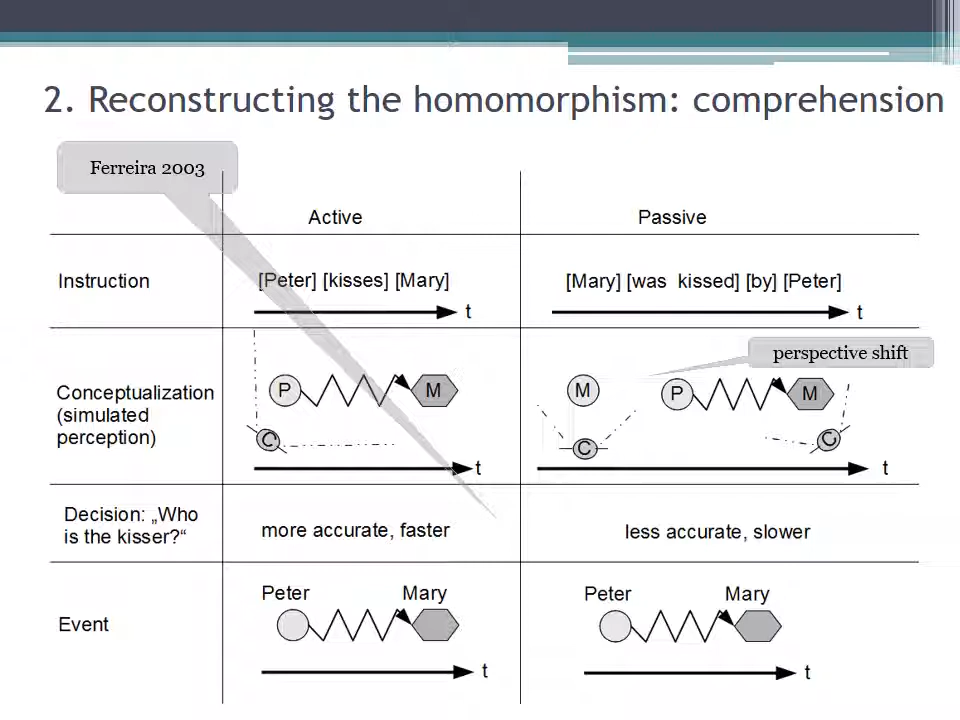 2. Reconstructing the homomorphism: comprehension
Ferreira 2003
Active
Passive
Instruction
[Peter] [kisses] [Mary]
t
[Mary] [was kissed] [by] [Peter]
t
perspective shift
Conceptualization
(simulated
perception)
P
M
C
t
M
C
P
M
C
t
Decision: „Who
is the kisser?“
more accurate, faster
less accurate, slower
Event
Peter
Mary
t
Peter
Mary
t